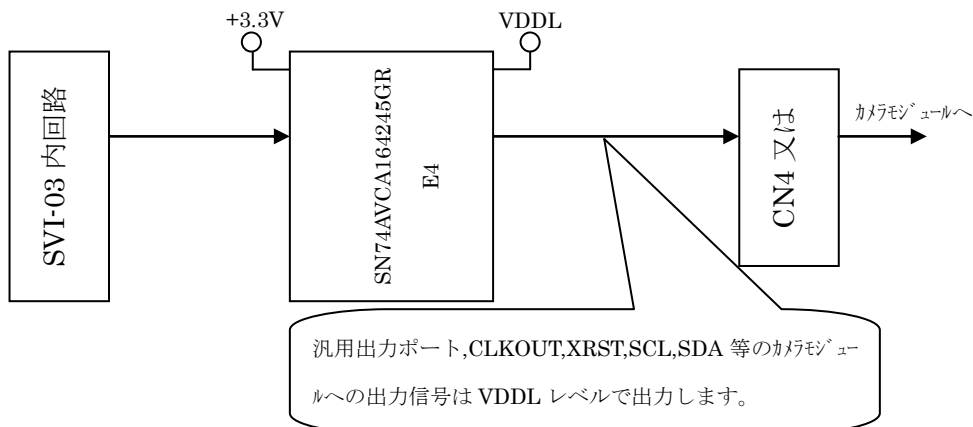 +3.3V
VDDL
SVI-03 内回路
SN74AVCA164245GR
E4
CN4 又は
ｶﾒﾗﾓｼﾞｭｰﾙへ
汎用出力ポート,CLKOUT,XRST,SCL,SDA 等のｶﾒﾗﾓｼﾞｭｰ
ﾙへの出力信号は VDDL レベルで出力します。